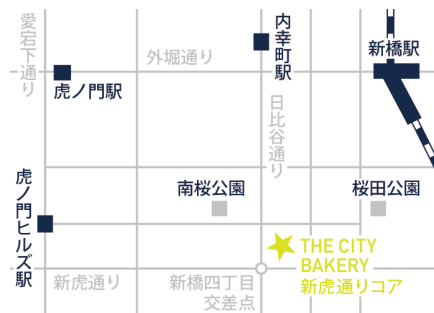 愛宕下通り
内幸町駅
外堀通り
新橋駅
虎ノ門駅
日比谷通り
虎ノ門ヒルズ駅
南桜公園
桜田公園
THE CITY
BAKERY
新虎通りコア
新虎通り
新橋四丁目
交差点